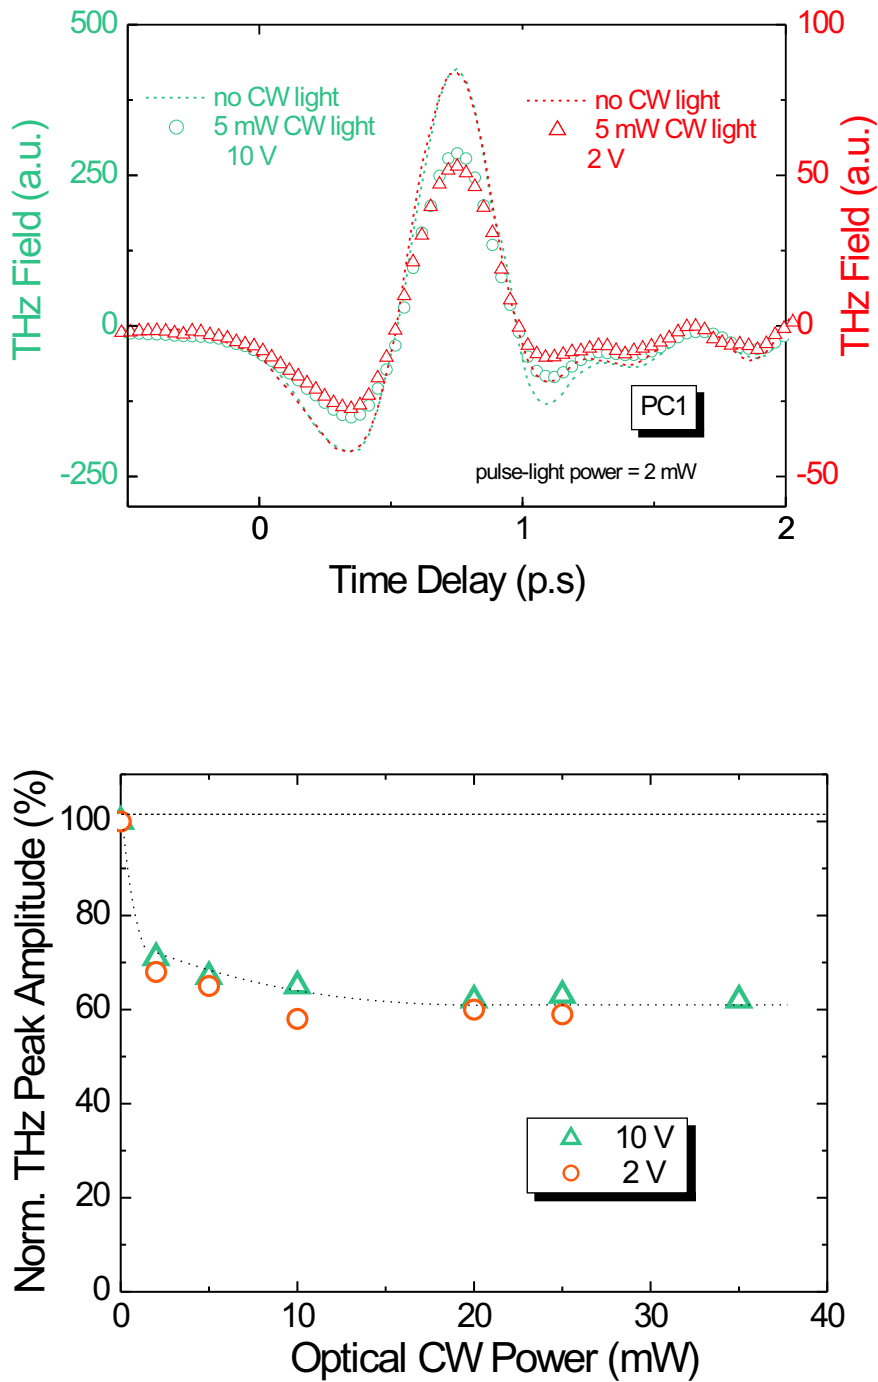 500
250
0
-250
THz Field (a.u.)
no CW light
5 mW CW light
10 V
no CW light
5 mW CW light
2 V
100
50
0
-50
THz Field (a.u.)
PC1
pulse-light power = 2 mW
0
1
2
Time Delay (p.s)
Norm. THz Peak Amplitude (%)
100
80
60
40
20
0
10 V
2 V
0
10
20
30
40
Optical CW Power (mW)